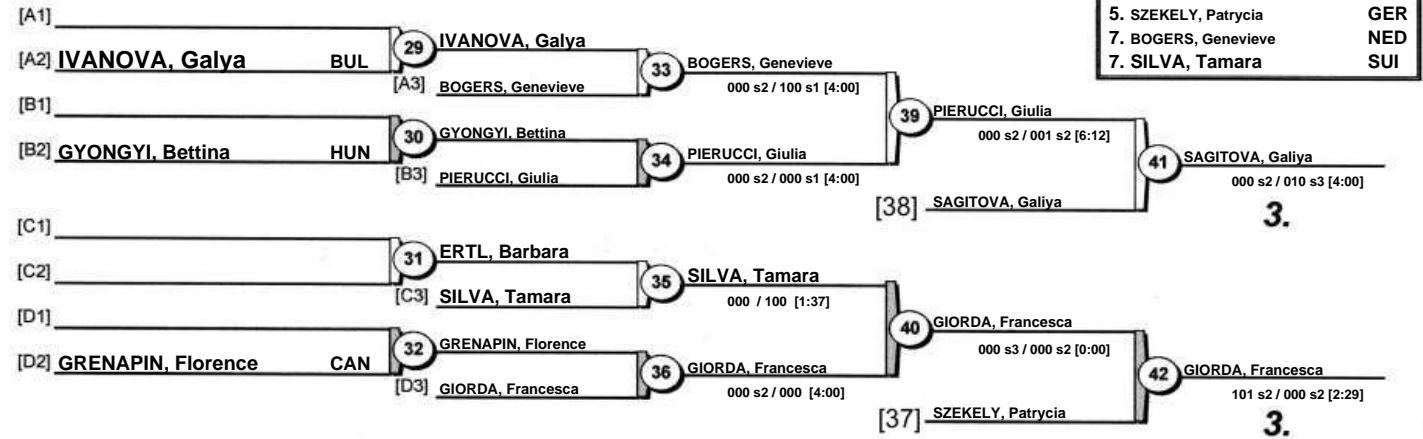 5. SZEKELY, Patrycia GER
7. BOGERS, Genevieve NED
7. SILVA, Tamara SUI
[A1]
[A2] IVANOVA, Galya BUL
29
IVANOVA, Galya
[A3] BOGERS, Genevieve
33
BOGERS, Genevieve
000 s2 / 100 s1 [4:00]
[B1]
[B2] GYONGYI, Bettina HUN
30
GYONGYI, Bettina
[B3] PIERUCCI, Giulia
34
PIERUCCI, Giulia
000 s2 / 000 s1 [4:00]
39
PIERUCCI, Giulia
000 s2 / 001 s2 [6:12]
[38] SAGITOVA, Galiya
41
SAGITOVA, Galiya
000 s2 / 010 s3 [4:00]
3.
[C1]
[C2]
31
ERTL, Barbara
[C3] SILVA, Tamara
35
SILVA, Tamara
000 / 100 [1:37]
[D1]
[D2] GRENAPIN, Florence CAN
32
GRENAPIN, Florence
[D3] GIORDA, Francesca
36
GIORDA, Francesca
000 s2 / 000 [4:00]
40
GIORDA, Francesca
000 s3 / 000 s2 [0:00]
[37] SZEKELY, Patrycia
42
GIORDA, Francesca
101 s2 / 000 s2 [2:29]
3.